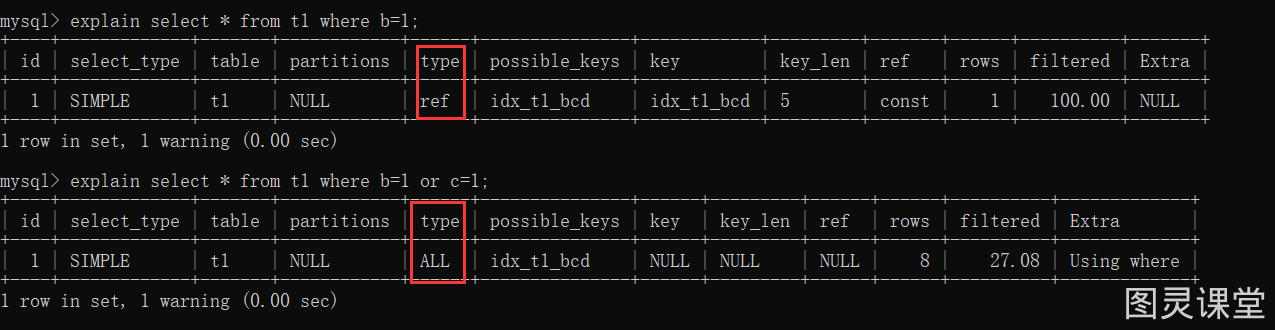 mysql> explain select * from t1 where b=1;
+----+-------------+-------+------------+------+---------------+------------+---------+-------+------+----------+-------+
| id | select_type | table | partitions | type | possible_keys | key | key_len | ref | rows | filtered | Extra |
+----+-------------+-------+------------+------+---------------+------------+---------+-------+------+----------+-------+
| 1 | SIMPLE | t1 | NULL | ref | idx_t1_bcd | idx_t1_bcd | 5 | const | 1 | 100.00 | NULL |
+----+-------------+-------+------------+------+---------------+------------+---------+-------+------+----------+-------+
1 row in set, 1 warning (0.00 sec)
mysql> explain select * from t1 where b=1 or c=1;
+----+-------------+-------+------------+------+---------------+------+---------+------+------+----------+-------------+
| id | select_type | table | partitions | type | possible_keys | key | key_len | ref | rows | filtered | Extra |
+----+-------------+-------+------------+------+---------------+------+---------+------+------+----------+-------------+
| 1 | SIMPLE | t1 | NULL | ALL | idx_t1_bcd | NULL | NULL | NULL | 8 | 27.08 | Using where |
+----+-------------+-------+------------+------+---------------+------+---------+------+------+----------+-------------+
1 row in set, 1 warning (0.00 sec)
图灵课堂